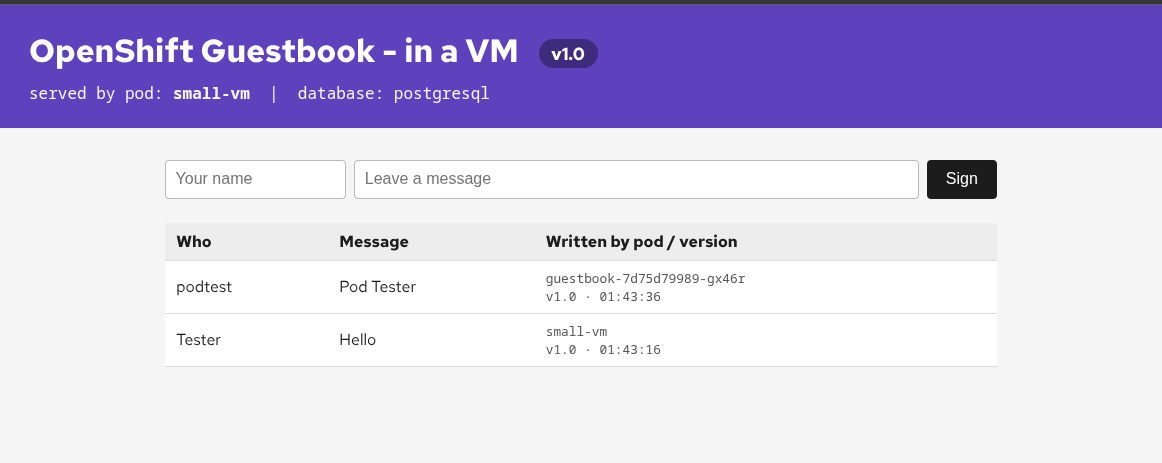 OpenShift Guestbook - in a VM v1.0
served by pod: small-vm | database: postgresql
Your name Leave a message Sign
Who Message Written by pod / version
podtest Pod Tester guestbook-7d75d79989-gx46r
v1.0 · 01:43:36
Tester Hello small-vm
v1.0 · 01:43:16